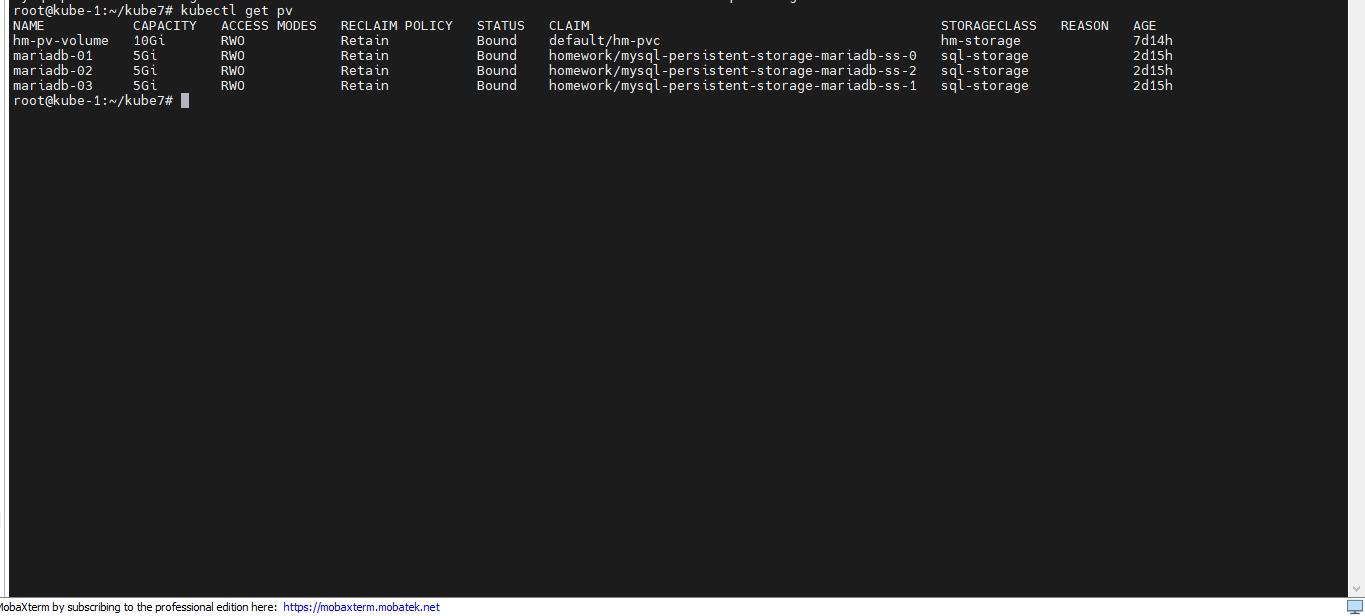 root@kube-1:~/kube7# kubectl get pv
NAME CAPACITY ACCESS MODES RECLAIM POLICY STATUS CLAIM STORAGECLASS REASON AGE
hm-pv-volume 10Gi RWO Retain Bound default/hm-pvc hm-storage 7d14h
mariadb-01 5Gi RWO Retain Bound homework/mysql-persistent-storage-mariadb-ss-0 sql-storage 2d15h
mariadb-02 5Gi RWO Retain Bound homework/mysql-persistent-storage-mariadb-ss-2 sql-storage 2d15h
mariadb-03 5Gi RWO Retain Bound homework/mysql-persistent-storage-mariadb-ss-1 sql-storage 2d15h
root@kube-1:~/kube7#
MobaXterm by subscribing to the professional edition here: https://mobaxterm.mobatek.net